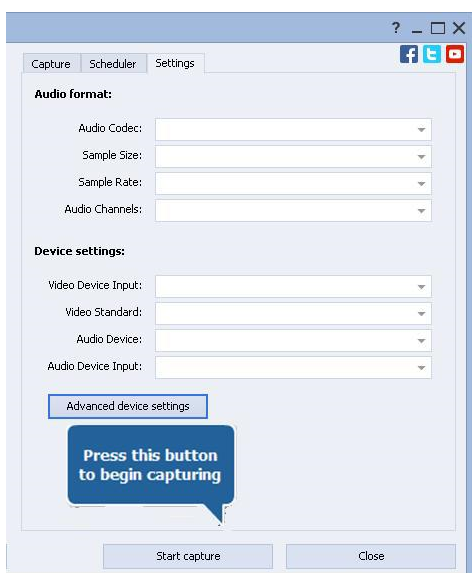 ?
Capture Scheduler Settings
Audio format:
Audio Codec:
Sample Size:
Sample Rate:
Audio Channels:
Device settings:
Video Device Input:
Video Standard:
Audio Device:
Audio Device Input:
Advanced device settings
Press this button
to begin capturing
Start capture Close